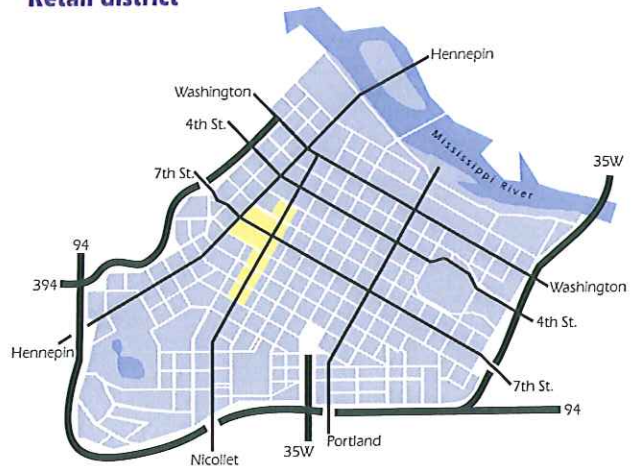 Retail district
Hennepin
Washington
4th St.
7th St.
Mississippi River
35W
94
394
Hennepin
Washington
4th St.
7th St.
94
Nicollet
35W
Portland